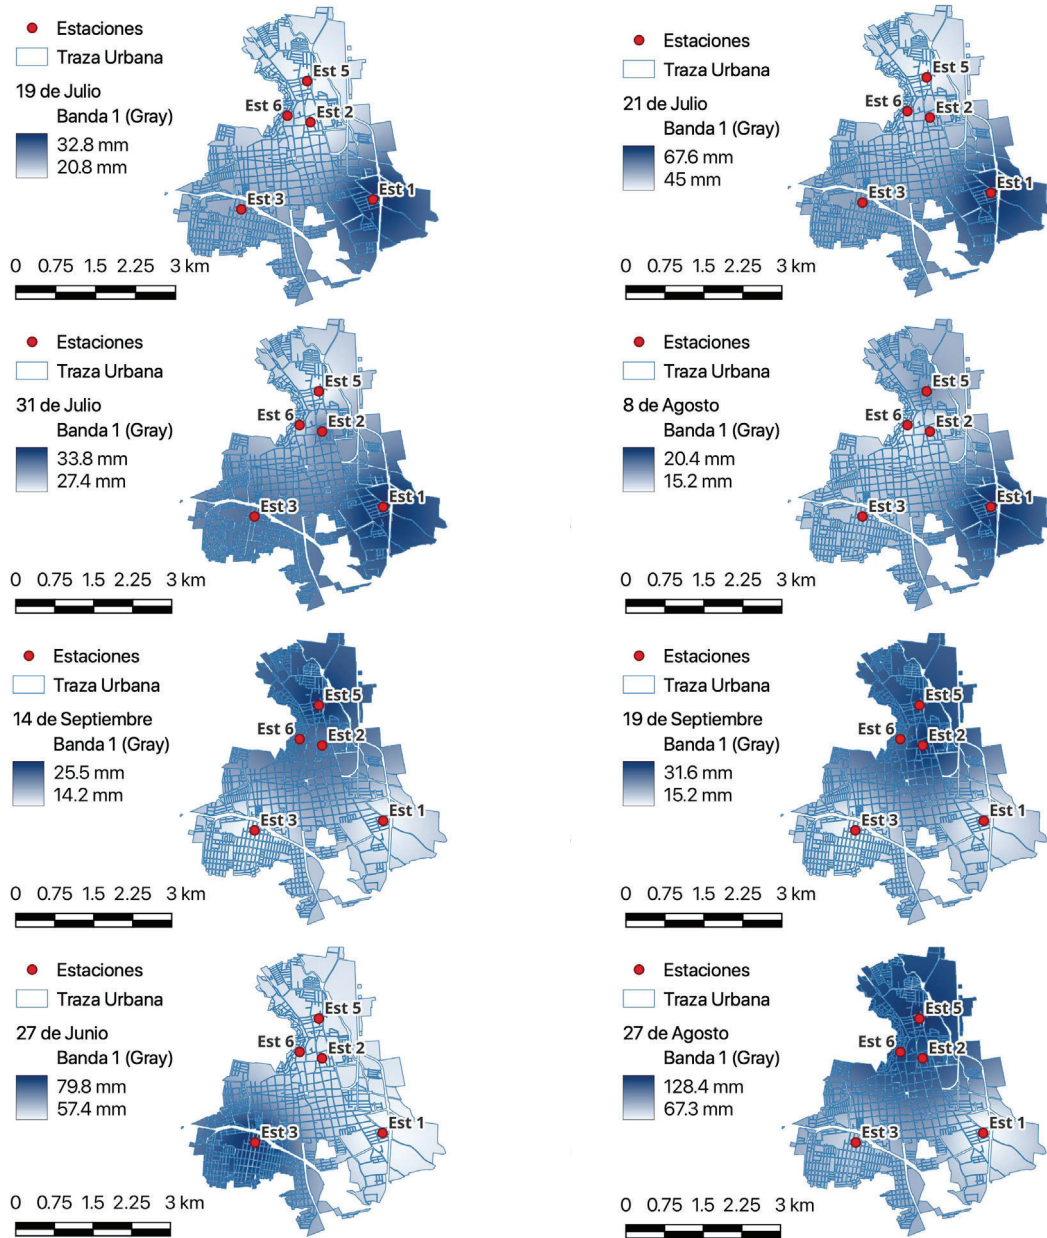 Estaciones
Traza Urbana
19 de Julio
Banda 1 (Gray)
32.8 mm
20.8 mm
Est 5
Est 6
Est 2
Est 3
Est 1
0 0.75 1.5 2.25 3 km
Estaciones
Traza Urbana
21 de Julio
Banda 1 (Gray)
67.6 mm
45 mm
Est 5
Est 6
Est 2
Est 3
Est 1
0 0.75 1.5 2.25 3 km
Estaciones
Traza Urbana
31 de Julio
Banda 1 (Gray)
33.8 mm
27.4 mm
Est 5
Est 6
Est 2
Est 3
Est 1
0 0.75 1.5 2.25 3 km
Estaciones
Traza Urbana
8 de Agosto
Banda 1 (Gray)
20.4 mm
15.2 mm
Est 5
Est 6
Est 2
Est 3
Est 1
0 0.75 1.5 2.25 3 km
Estaciones
Traza Urbana
14 de Septiembre
Banda 1 (Gray)
25.5 mm
14.2 mm
Est 5
Est 6
Est 2
Est 3
Est 1
0 0.75 1.5 2.25 3 km
Estaciones
Traza Urbana
19 de Septiembre
Banda 1 (Gray)
31.6 mm
15.2 mm
Est 5
Est 6
Est 2
Est 3
Est 1
0 0.75 1.5 2.25 3 km
Estaciones
Traza Urbana
27 de Junio
Banda 1 (Gray)
79.8 mm
57.4 mm
Est 5
Est 6
Est 2
Est 3
Est 1
0 0.75 1.5 2.25 3 km
Estaciones
Traza Urbana
27 de Agosto
Banda 1 (Gray)
128.4 mm
67.3 mm
Est 5
Est 6
Est 2
Est 3
Est 1
0 0.75 1.5 2.25 3 km